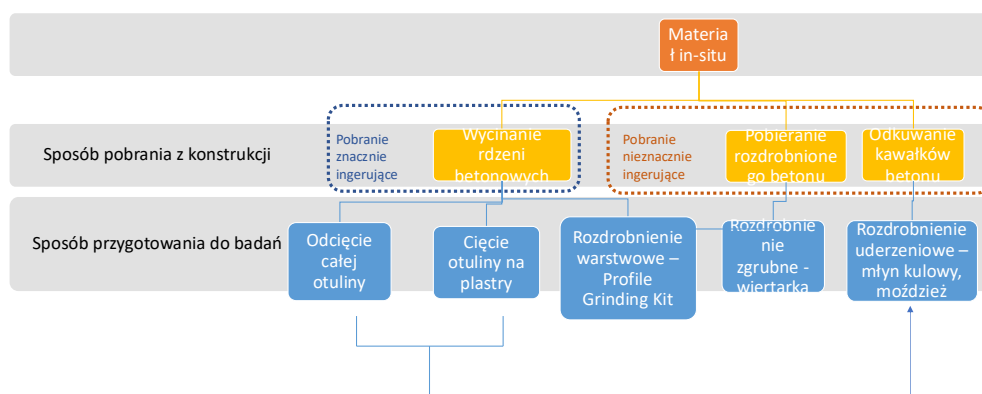 Materia
ł in-situ
Sposób pobrania z konstrukcji
Pobranie
znacznie
ingerujące
Wycinanie
rdzeni
betonowych
Pobranie
nieznacznie
ingerujące
Pobieranie
rozdrobnione
go betonu
Odkuwanie
kawałków
betonu
Sposób przygotowania do badań
Odcięcie
całej
otuliny
Cięcie
otuliny na
plastry
Rozdrobnienie
warstwowe –
Profile
Grinding Kit
Rozdrobnie
nie
zgrubne -
wiertarka
Rozdrobnienie
uderzeniowe –
młyn kulowy,
moździeż